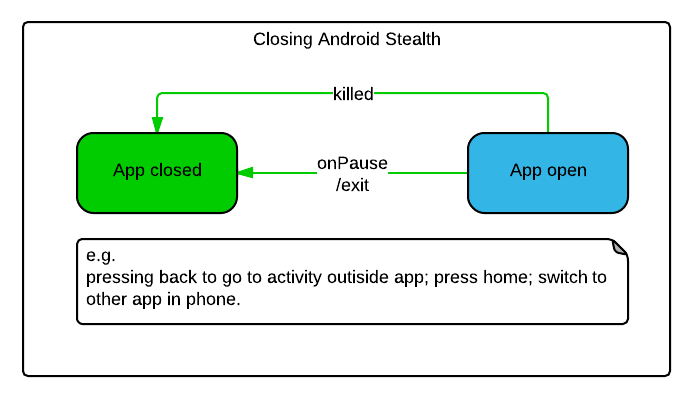 Closing Android Stealth
killed
App closed
onPause
/exit
App open
e.g.
pressing back to go to activity outiside app; press home; switch to
other app in phone.